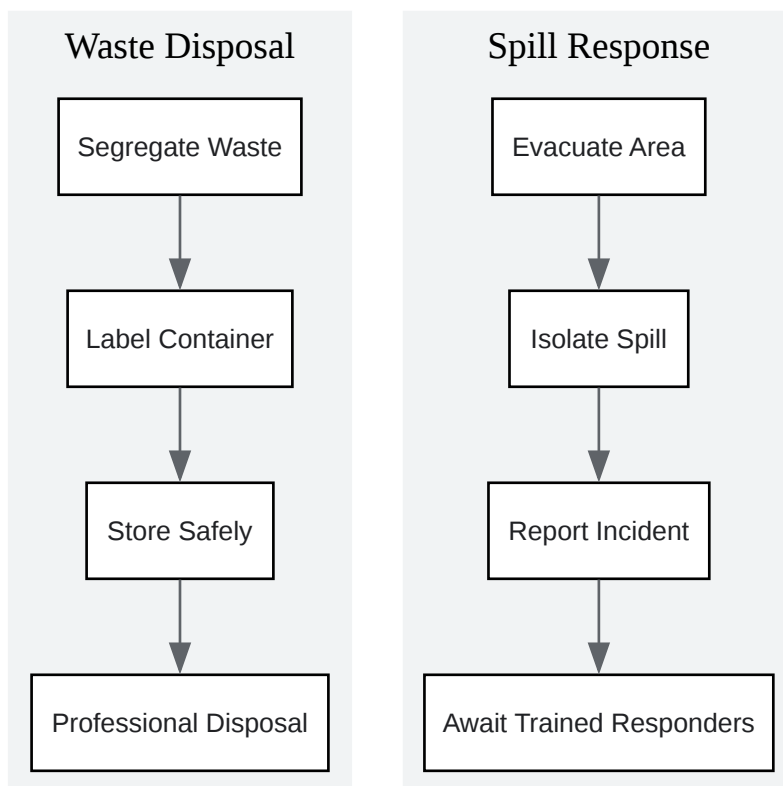 Waste Disposal
Segregate Waste
Label Container
Store Safely
Professional Disposal
Spill Response
Evacuate Area
Isolate Spill
Report Incident
Await Trained Responders